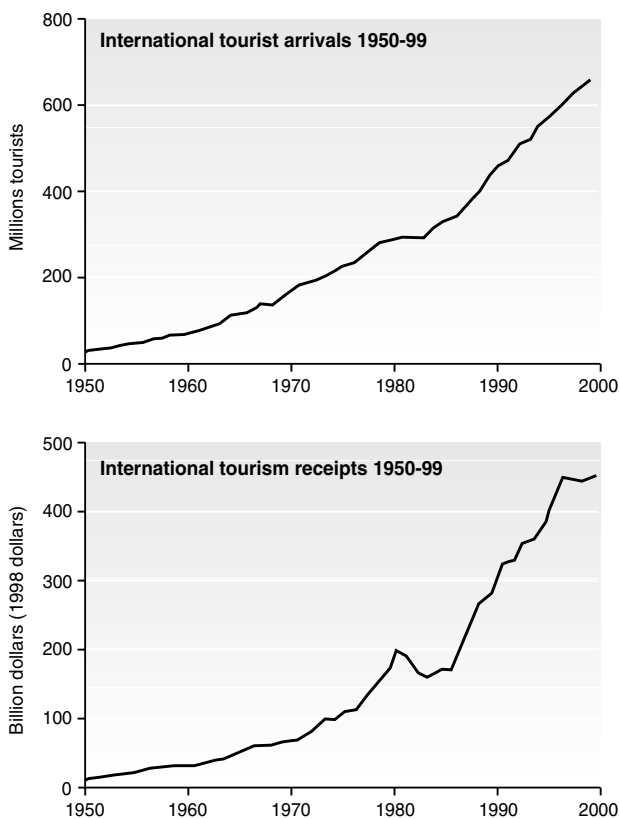 International tourist arrivals 1950-99
Millions tourists
800
600
400
200
0
1950 1960 1970 1980 1990 2000
International tourism receipts 1950-99
Billion dollars (1998 dollars)
500
400
300
200
100
0
1950 1960 1970 1980 1990 2000